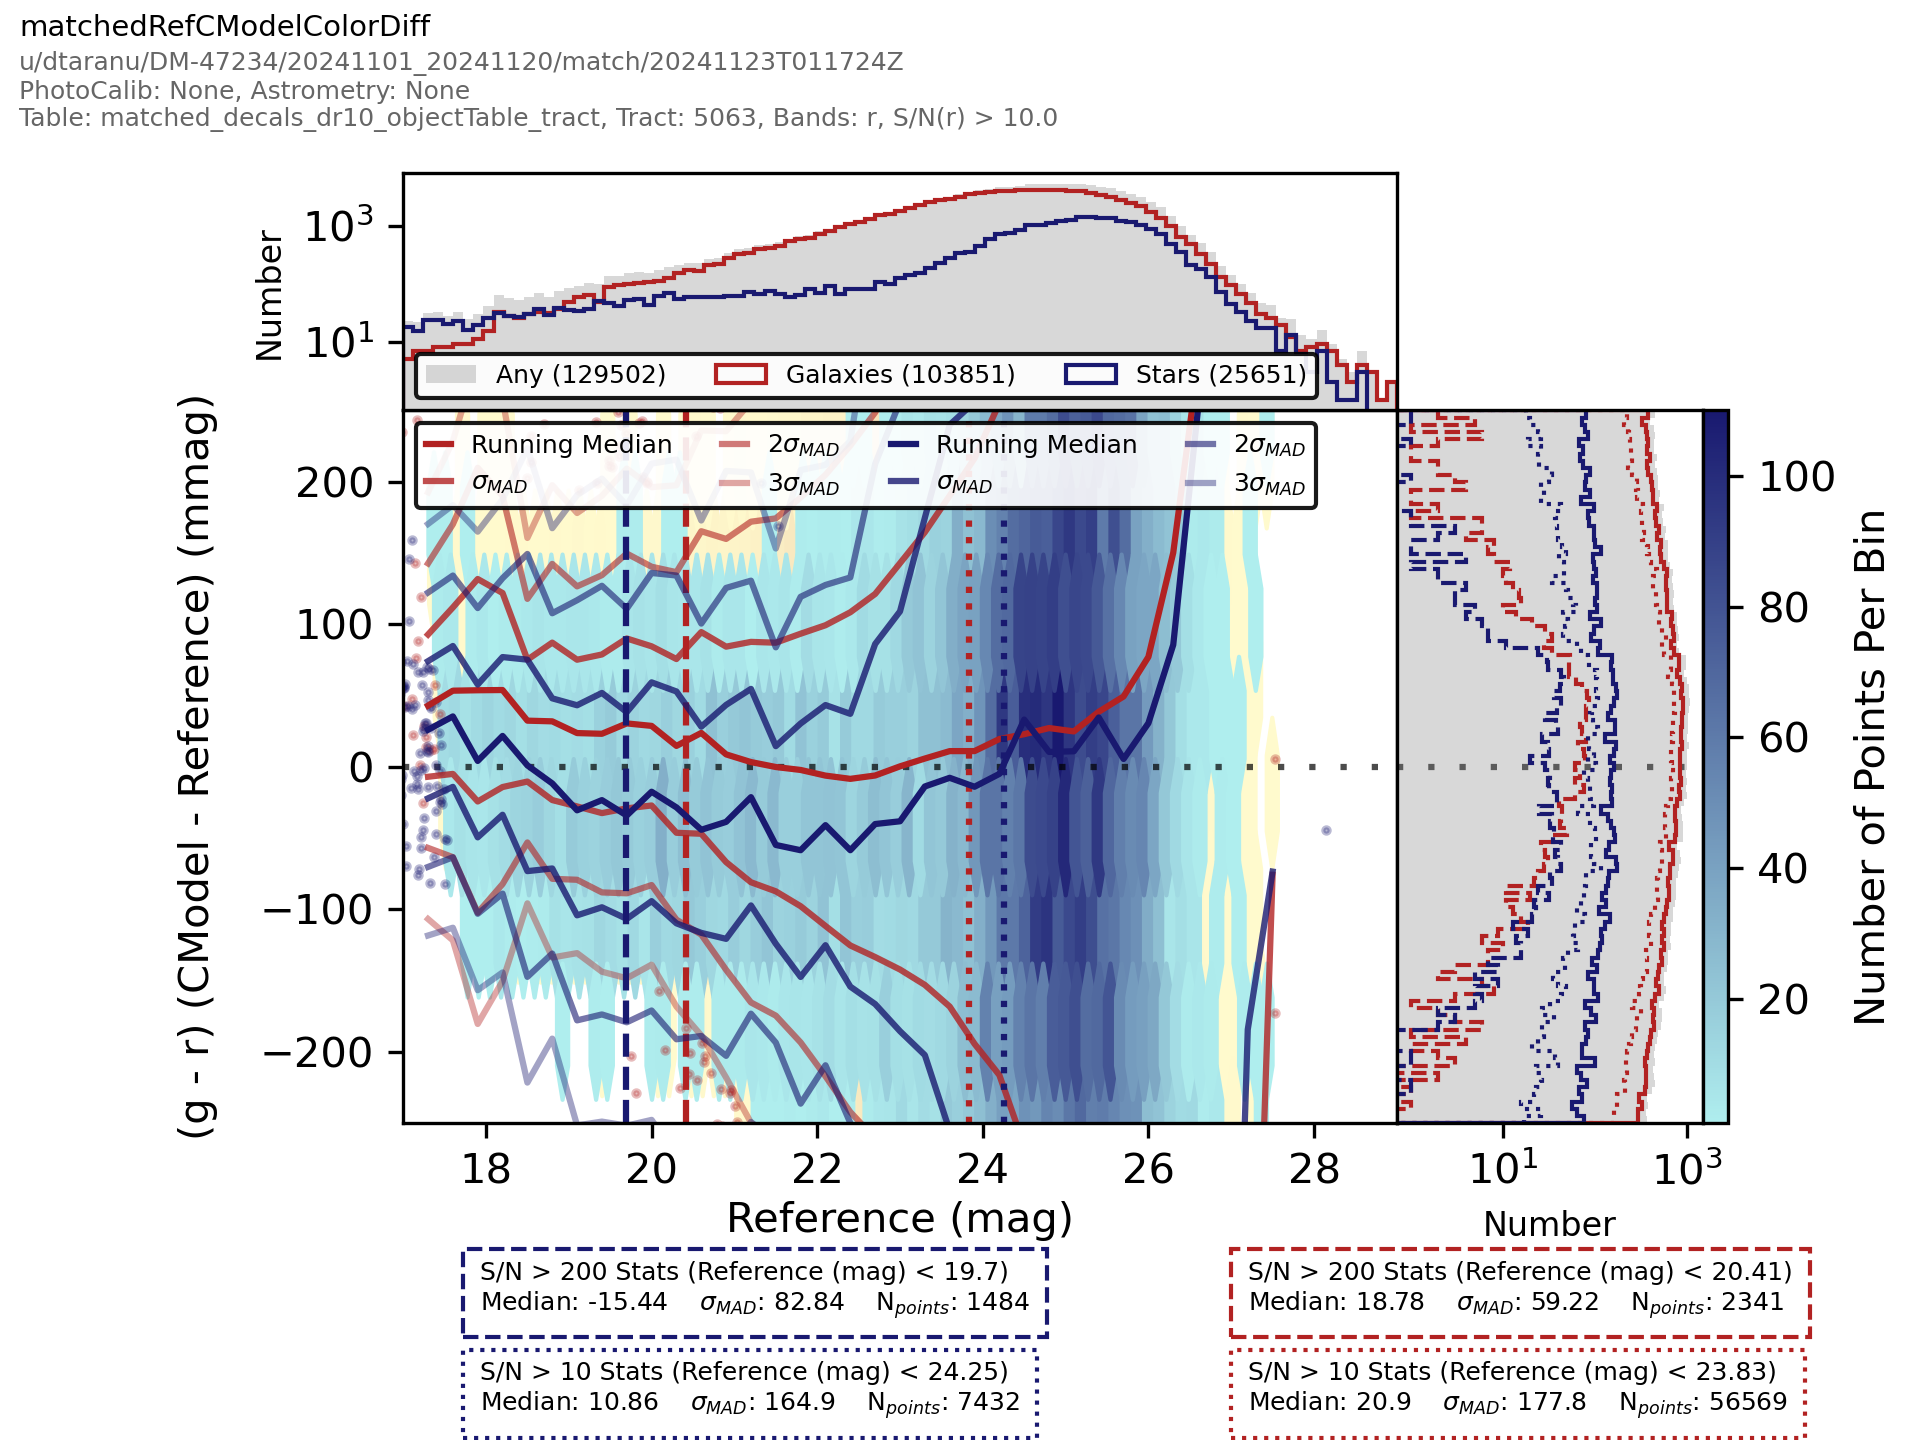 matchedRefCModelColorDiff
u/dtaranu/DM-47234/20241101_20241120/match/20241123T011724Z
PhotoCalib: None, Astrometry: None
Table: matched_decals_dr10_objectTable_tract, Tract: 5063, Bands: r, S/N(r) > 10.0
Number
10³
10¹
Any (129502) Galaxies (103851) Stars (25651)
Running Median 2σMAD Running Median 2σMAD
σMAD 3σMAD σMAD 3σMAD
(g - r) (CModel - Reference) (mmag)
200
100
0
−100
−200
18 20 22 24 26 28
Reference (mag)
10¹ 10³
Number
100
80
60
40
20
Number of Points Per Bin
S/N > 200 Stats (Reference (mag) < 19.7)
Median: -15.44 σMAD: 82.84 Npoints: 1484
S/N > 200 Stats (Reference (mag) < 20.41)
Median: 18.78 σMAD: 59.22 Npoints: 2341
S/N > 10 Stats (Reference (mag) < 24.25)
Median: 10.86 σMAD: 164.9 Npoints: 7432
S/N > 10 Stats (Reference (mag) < 23.83)
Median: 20.9 σMAD: 177.8 Npoints: 56569